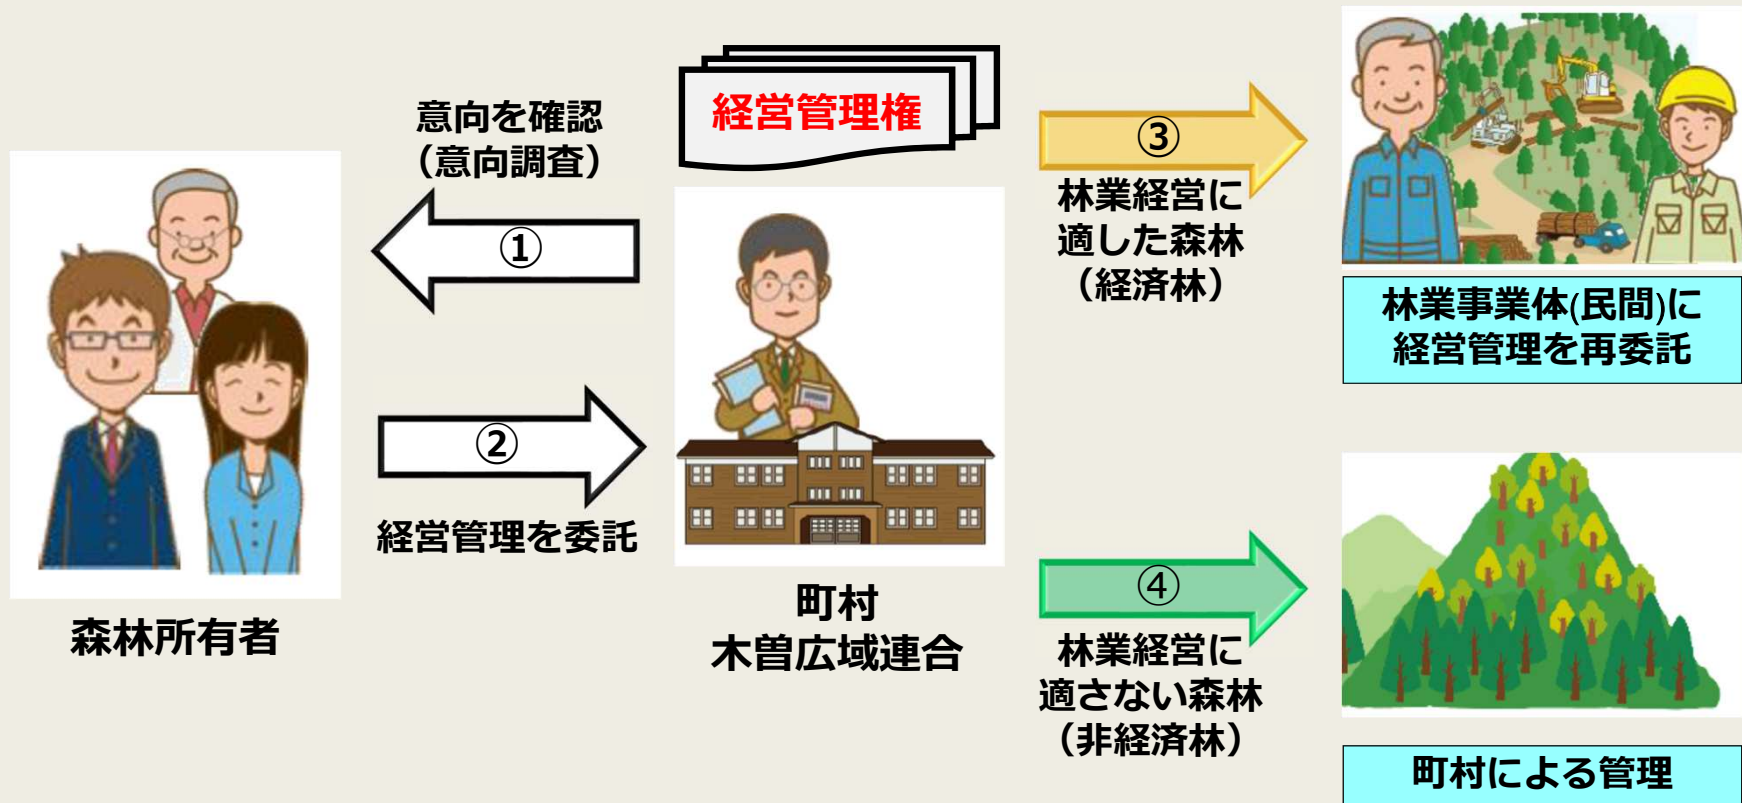 意向を確認
（意向調査）
①
②
経営管理を委託
森林所有者
経営管理権
町村
木曽広域連合
③
林業経営に
適した森林
（経済林）
林業事業体(民間)に
経営管理を再委託
④
林業経営に
適さない森林
（非経済林）
町村による管理